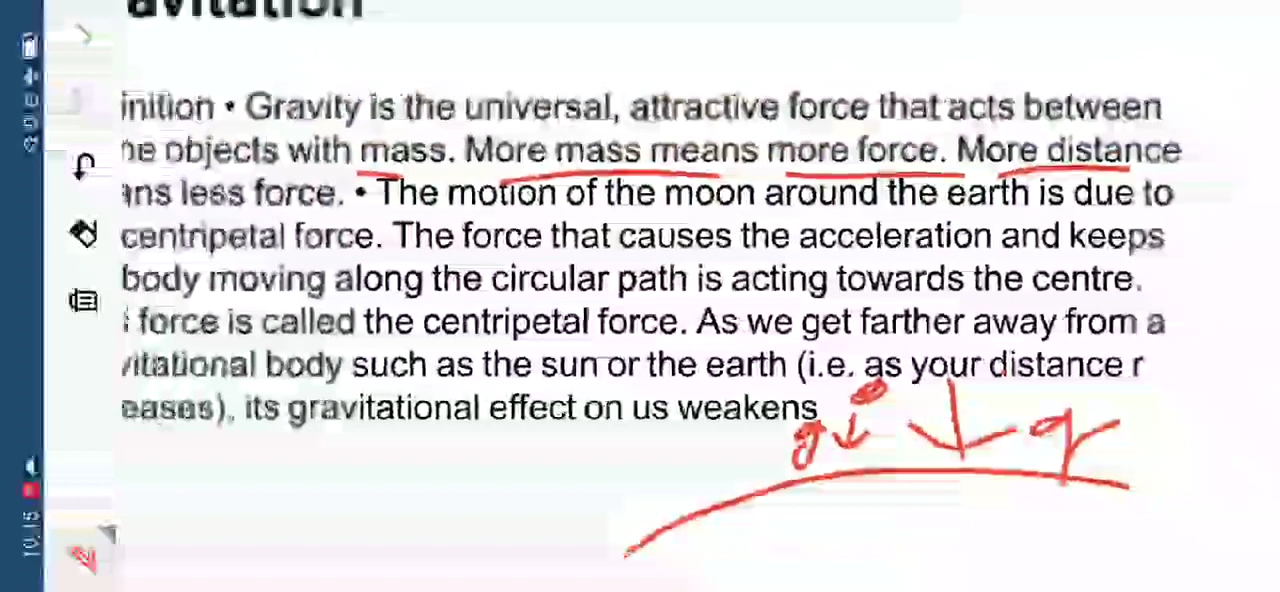 avitation
inition • Gravity is the universal, attractive force that acts between
ne objects with mass. More mass means more force. More distance
ans less force. • The motion of the moon around the earth is due to
centripetal force. The force that causes the acceleration and keeps
body moving along the circular path is acting towards the centre.
force is called the centripetal force. As we get farther away from a
vitational body such as the sun or the earth (i.e. as your distance r
eases), its gravitational effect on us weakens
g
10.15